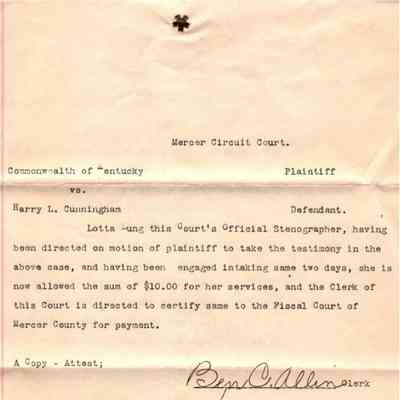 Mercer Circuit Court.
Commonwealth of Kentucky Plaintiff
vs.
Harry L. Cunningham Defendant.
Lotta Lung this Court's Official Stenographer, having
been directed on motion of plaintiff to take the testimony in the
above case, and having been engaged intaking same two days, she is
now allowed the sum of $10.00 for her services, and the Clerk of
this Court is directed to certify same to the Fiscal Court of
Mercer County for payment.
A Copy - Attest;
Ben C. Allin Clerk